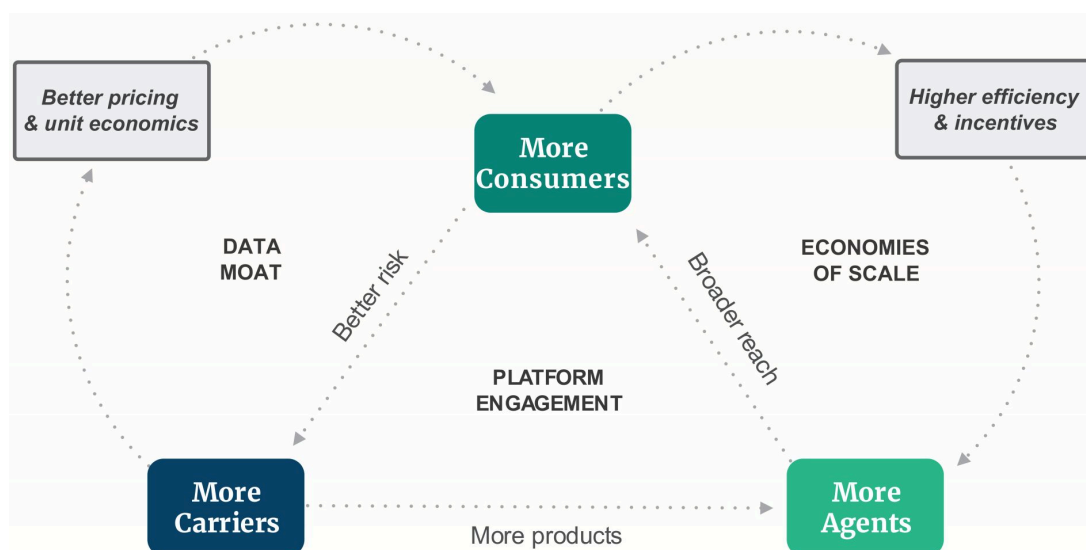 Better pricing
& unit economics
More
Consumers
Higher efficiency
& incentives
DATA
MOAT
Better risk
Broader reach
ECONOMIES
OF SCALE
PLATFORM
ENGAGEMENT
More
Carriers
More products
More
Agents